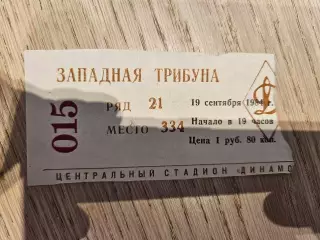 015
ЗАПАДНАЯ ТРИБУНА
РЯД 21
МЕСТО 334
19 сентября 1984 г.
Начало в 19 часов
Цена 1 руб. 80 коп.
Д
ЦЕНТРАЛЬНЫЙ СТАДИОН «ДИНАМО